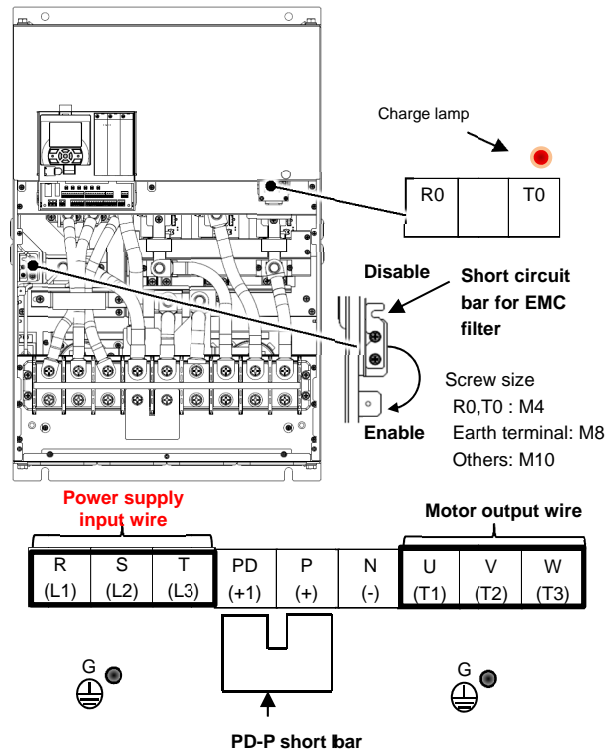 Charge lamp
R0 T0
Disable
Short circuit
bar for EMC
filter
Screw size
R0,T0 : M4
Enable
Earth terminal: M8
Others: M10
Power supply
input wire
Motor output wire
R S T PD P N U V W
(L1) (L2) (L3) (+1) (+) (-) (T1) (T2) (T3)
G G
PD-P short bar